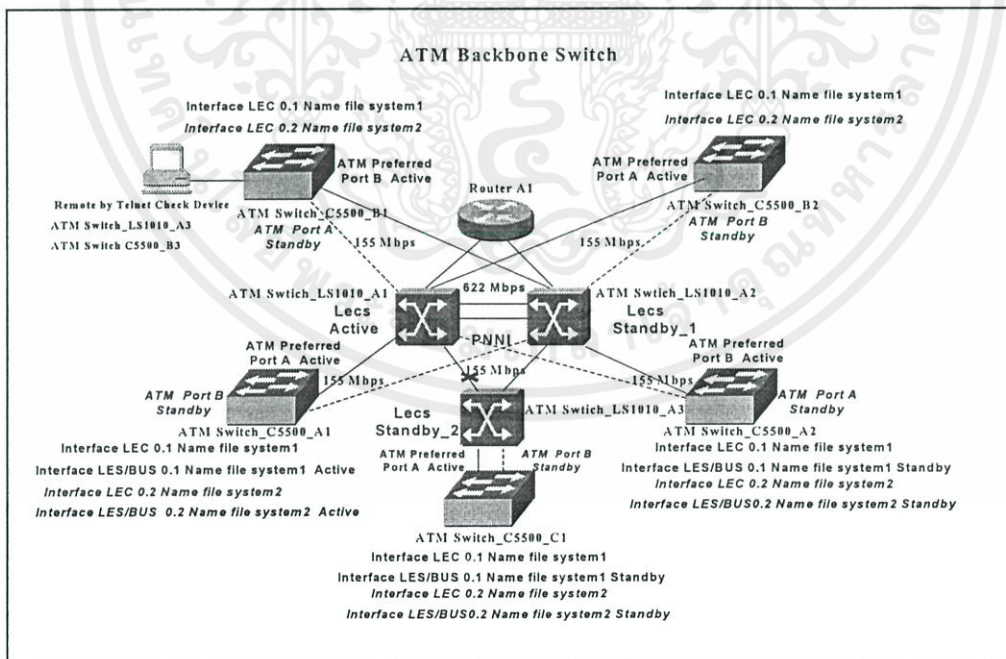 ATM Backbone Switch
Interface LEC 0.1 Name file system1
Interface LEC 0.2 Name file system2
Interface LEC 0.1 Name file system1
Interface LEC 0.2 Name file system2
ATM Preferred
Port B Active
Router A1
ATM Preferred
Port A Active
Remote by Telnet Check Device
ATM Switch_LS1010_A3
ATM Switch C5500_B3
ATM Switch_C5500_B1
ATM Port A
Standby
155 Mbps
ATM Switch_C5500_B2
ATM Port B
Standby
155 Mbps
622 Mbps
ATM Swtich_LS1010_A1
Lecs
Active
ATM Swtich_LS1010_A2
Lecs
Standby_1
PNNI
ATM Preferred
Port A Active
155 Mbps
ATM Port B
Standby
ATM Switch_C5500_A1
155 Mbps
ATM Preferred
Port B Active
155 Mbps
ATM Port A
Standby
ATM Switch_C5500_A2
Lecs
Standby_2
ATM Swtich_LS1010_A3
ATM Preferred
Port A Active
ATM Port B
Standby
Interface LEC 0.1 Name file system1
Interface LES/BUS 0.1 Name file system1 Active
Interface LEC 0.2 Name file system2
Interface LES/BUS 0.2 Name file system2 Active
Interface LEC 0.1 Name file system1
Interface LES/BUS 0.1 Name file system1 Standby
Interface LEC 0.2 Name file system2
Interface LES/BUS0.2 Name file system2 Standby
ATM Switch_C5500_C1
Interface LEC 0.1 Name file system1
Interface LES/BUS 0.1 Name file system1 Standby
Interface LEC 0.2 Name file system2
Interface LES/BUS0.2 Name file system2 Standby